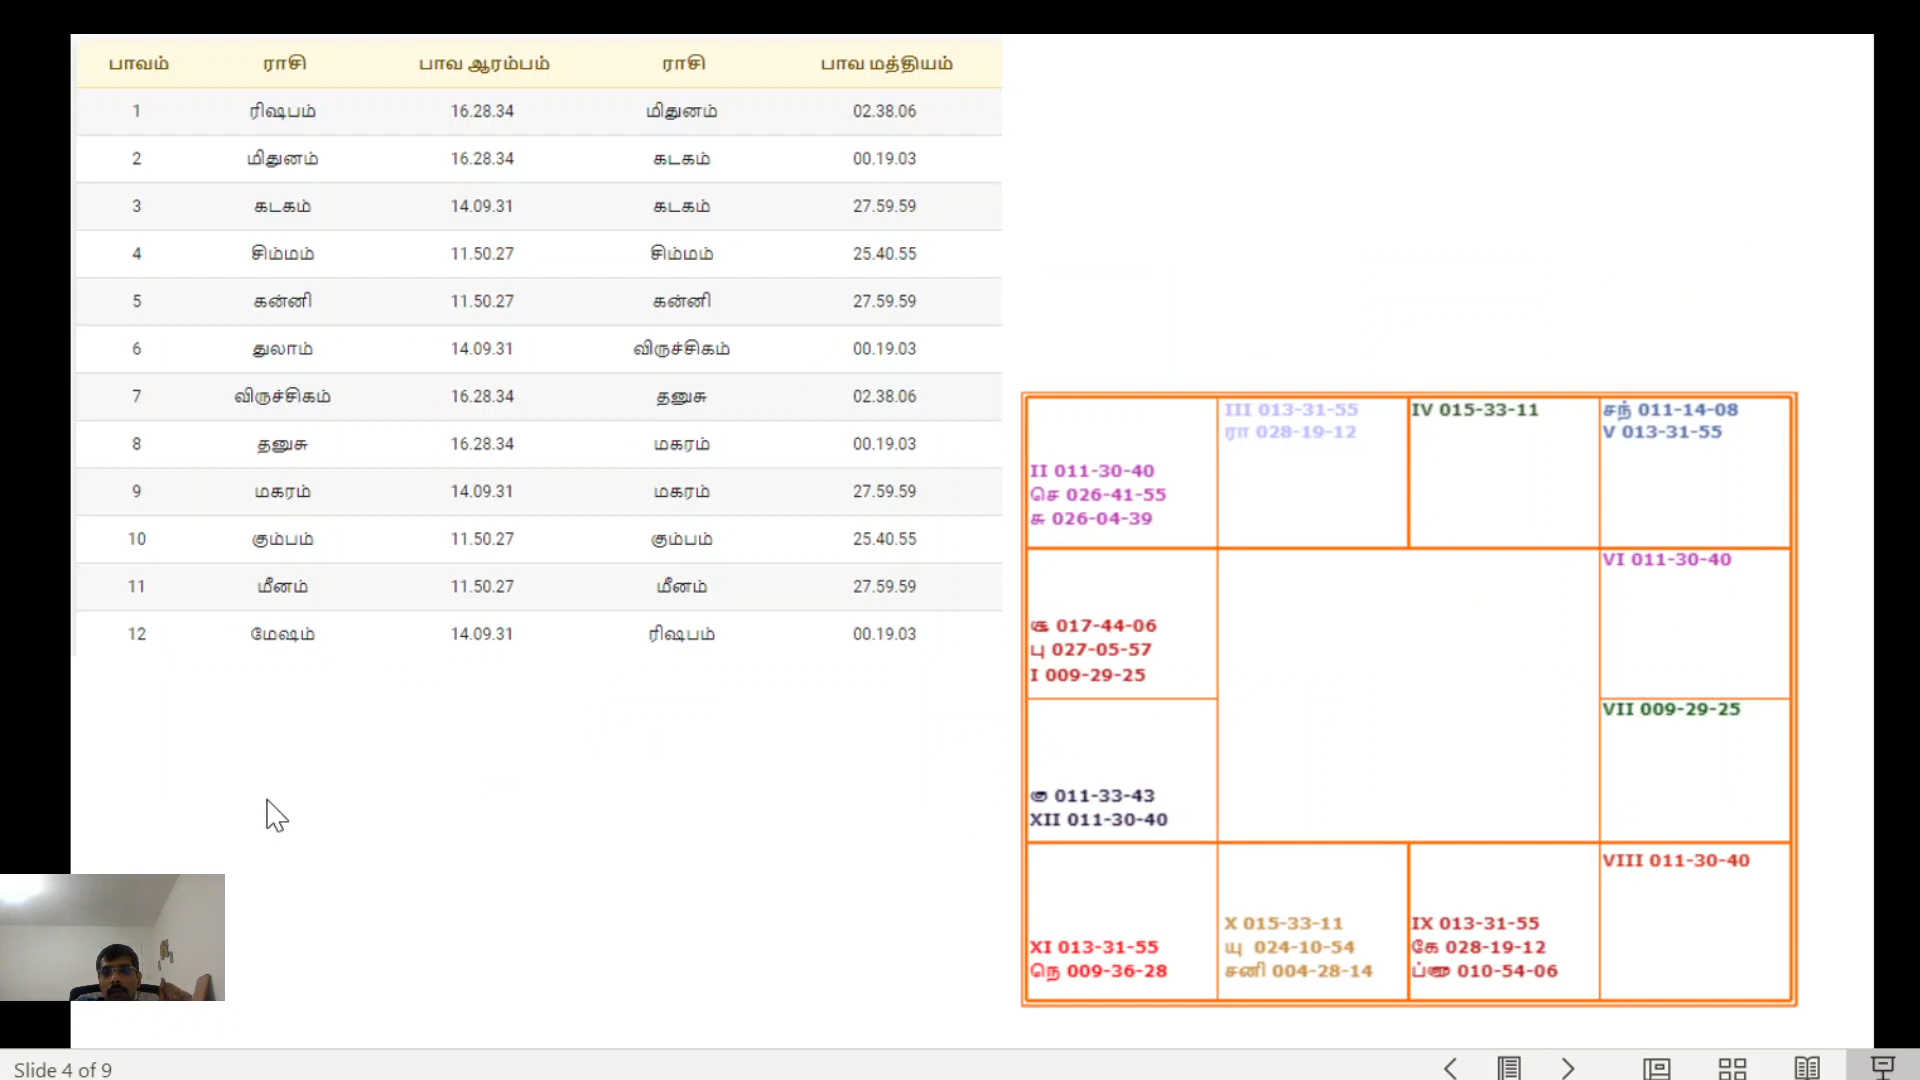 பாவம் ராசி பாவ ஆரம்பம் ராசி பாவ மத்தியம்
1 ரிஷபம் 16.28.34 மிதுனம் 02.38.06
2 மிதுனம் 16.28.34 கடகம் 00.19.03
3 கடகம் 14.09.31 கடகம் 27.59.59
4 சிம்மம் 11.50.27 சிம்மம் 25.40.55
5 கன்னி 11.50.27 கன்னி 27.59.59
6 துலாம் 14.09.31 விருச்சிகம் 00.19.03
7 விருச்சிகம் 16.28.34 தனுசு 02.38.06
8 தனுசு 16.28.34 மகரம் 00.19.03
9 மகரம் 14.09.31 மகரம் 27.59.59
10 கும்பம் 11.50.27 கும்பம் 25.40.55
11 மீனம் 11.50.27 மீனம் 27.59.59
12 மேஷம் 14.09.31 ரிஷபம் 00.19.03
II 011-30-40
செ 026-41-55
சு 026-04-39
III 013-31-55
ரா 028-19-12
IV 015-33-11
சந் 011-14-08
V 013-31-55
சூ 017-44-06
பு 027-05-57
I 009-29-25
VI 011-30-40
கு 011-33-43
XII 011-30-40
VII 009-29-25
XI 013-31-55
நெ 009-36-28
X 015-33-11
யு 024-10-54
சனி 004-28-14
IX 013-31-55
கே 028-19-12
ப்ளூ 010-54-06
VIII 011-30-40
Slide 4 of 9